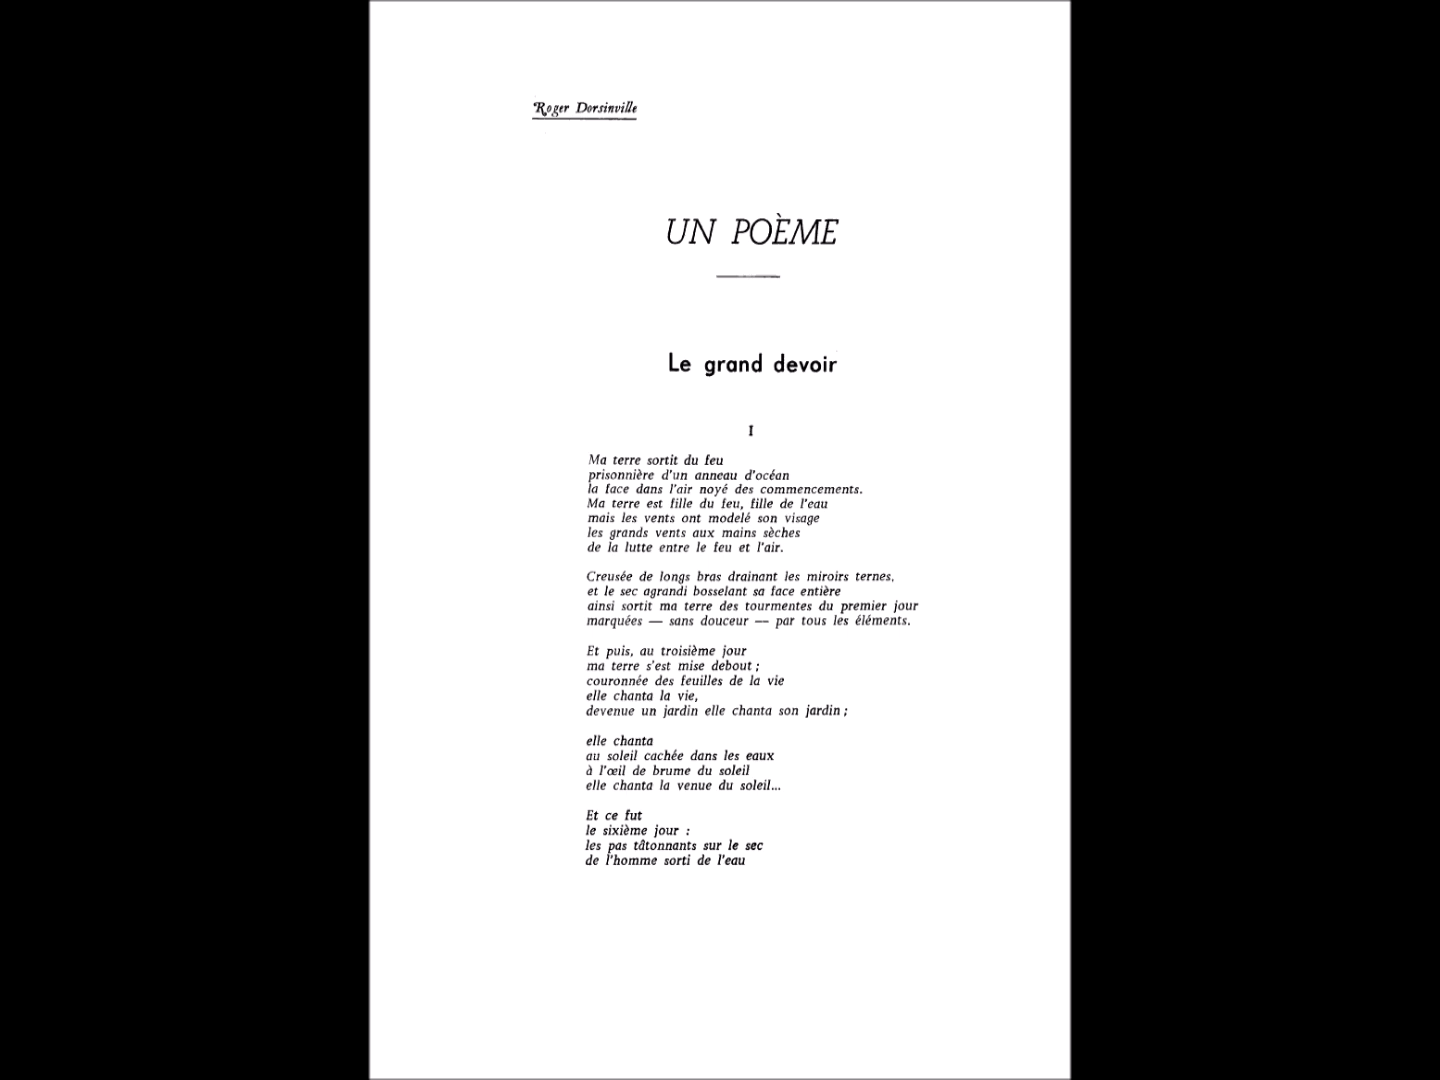 Roger Dorsinville
UN POÈME
Le grand devoir
I
Ma terre sortit du feu
prisonnière d'un anneau d'océan
la face dans l'air noyé des commencements.
Ma terre est fille du feu, fille de l'eau
mais les vents ont modelé son visage
les grands vents aux mains sèches
de la lutte entre le feu et l'air.
Creusée de longs bras drainant les miroirs ternes,
et le sec agrandi bosselant sa face entière
ainsi sortit ma terre des tourmentes du premier jour
marquées — sans douceur — par tous les éléments.
Et puis, au troisième jour
ma terre s'est mise debout ;
couronnée des feuilles de la vie
elle chanta la vie,
devenue un jardin elle chanta son jardin ;
elle chanta
au soleil cachée dans les eaux
à l'œil de brume du soleil
elle chanta la venue du soleil...
Et ce fut
le sixième jour :
les pas tâtonnants sur le sec
de l'homme sorti de l'eau